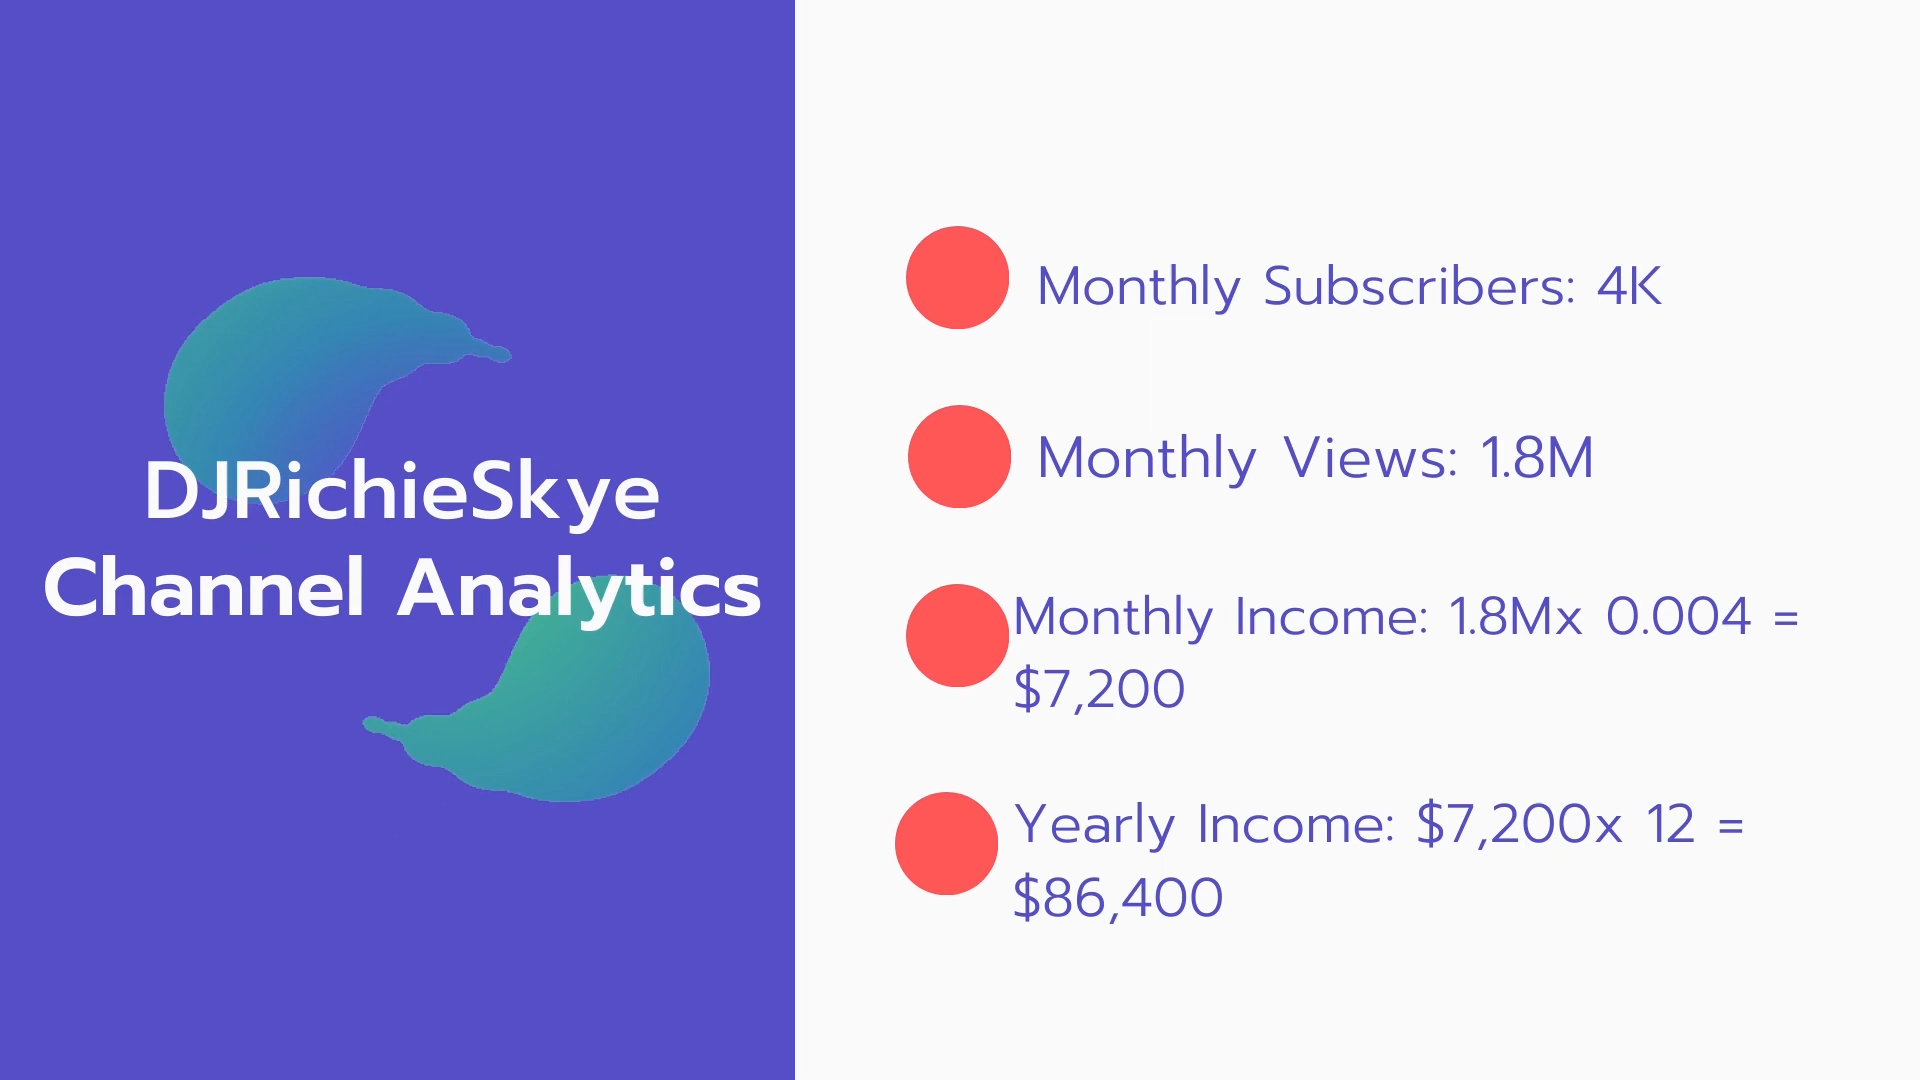 DJRichieSkye
Channel Analytics
Monthly Subscribers: 4K
Monthly Views: 1.8M
Monthly Income: 1.8Mx 0.004 =
$7,200
Yearly Income: $7,200x 12 =
$86,400